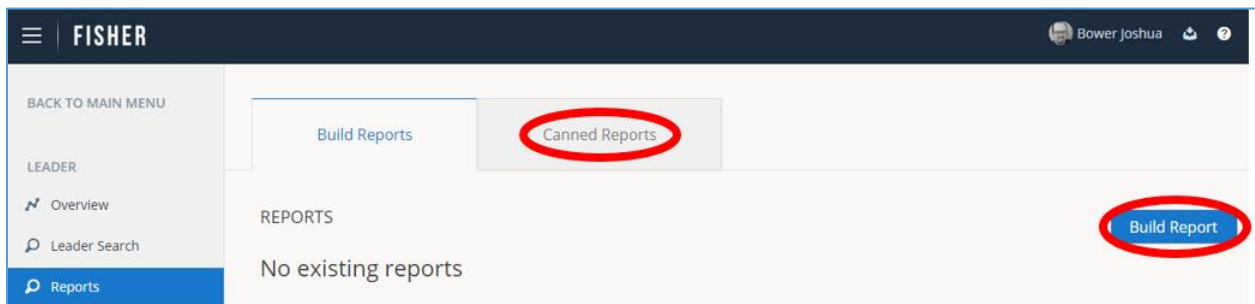 FISHER
Bower Joshua
BACK TO MAIN MENU
Build Reports
Canned Reports
LEADER
Overview
Leader Search
Reports
REPORTS
Build Report
No existing reports